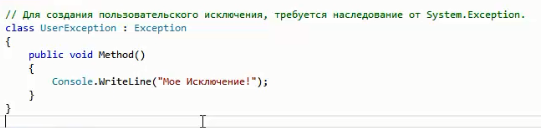 // Для создания пользовательского исключения, требуется наследование от System.Exception.
class UserException : Exception
{
    public void Method()
    {
        Console.WriteLine("Мое Исключение!");
    }
}